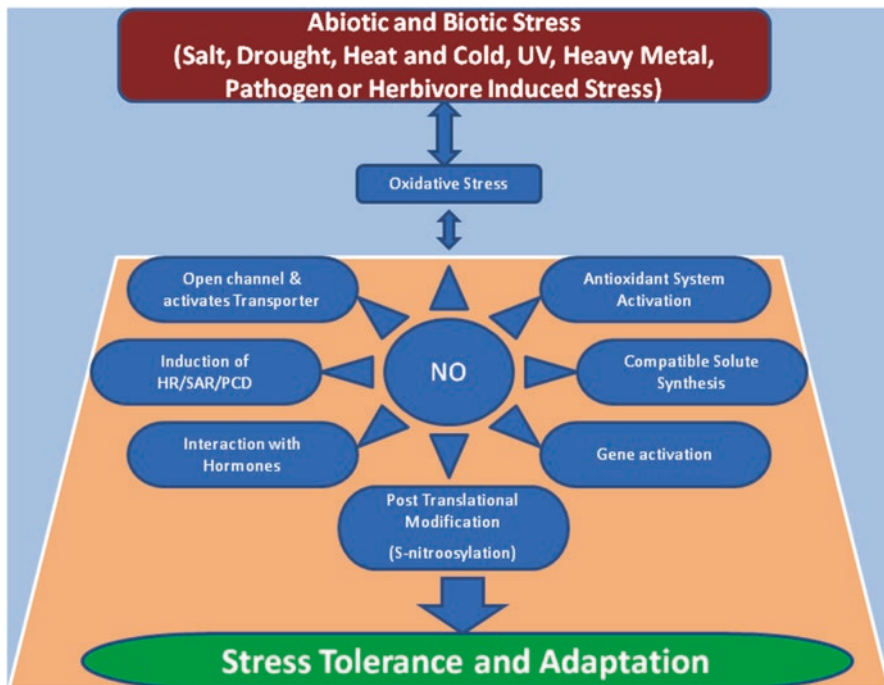 Abiotic and Biotic Stress
(Salt, Drought, Heat and Cold, UV, Heavy Metal,
Pathogen or Herbivore Induced Stress)
Oxidative Stress
Open channel &
activates Transporter
Antioxidant System
Activation
Induction of
HR/SAR/PCD
NO
Compatible Solute
Synthesis
Interaction with
Hormones
Gene activation
Post Translational
Modification
(S-nitroosylation)
Stress Tolerance and Adaptation